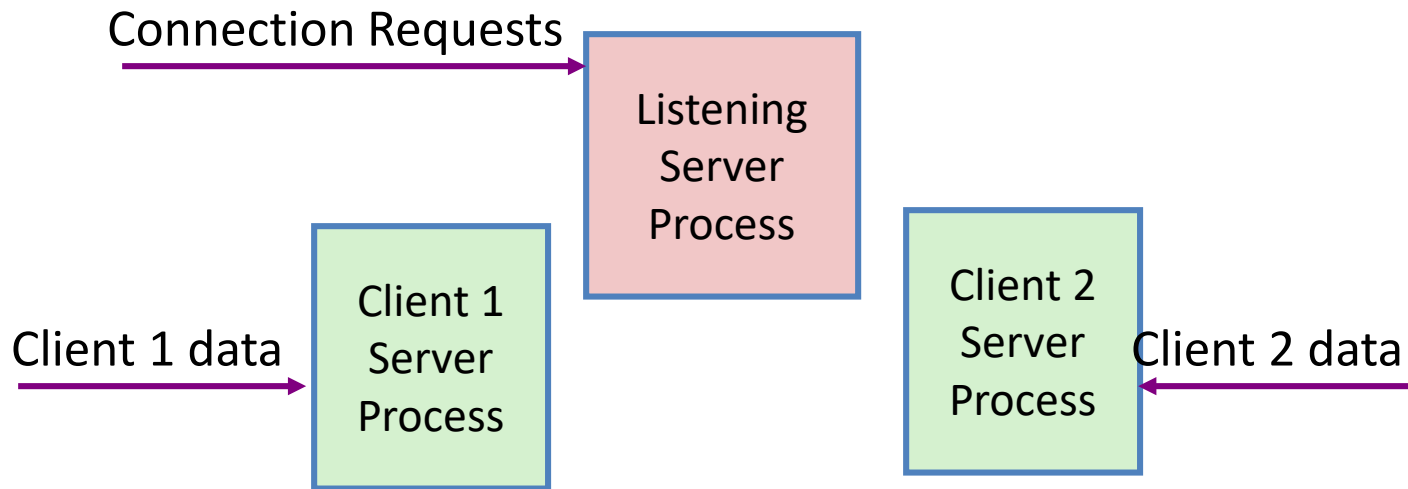 Connection Requests
Listening
Server
Process
Client 1
Server
Process
Client 1 data
Client 2
Server
Process
Client 2 data